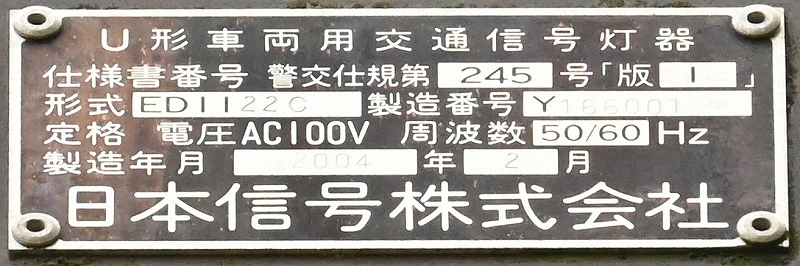 U形車両用交通信号灯器
仕様書番号 警交仕規第 245 号「版 1 」
形式 ED1122C 製造番号 Y166001
定格 電圧AC100V 周波数 50/60 Hz
製造年月 2004 年 2 月
日本信号株式会社